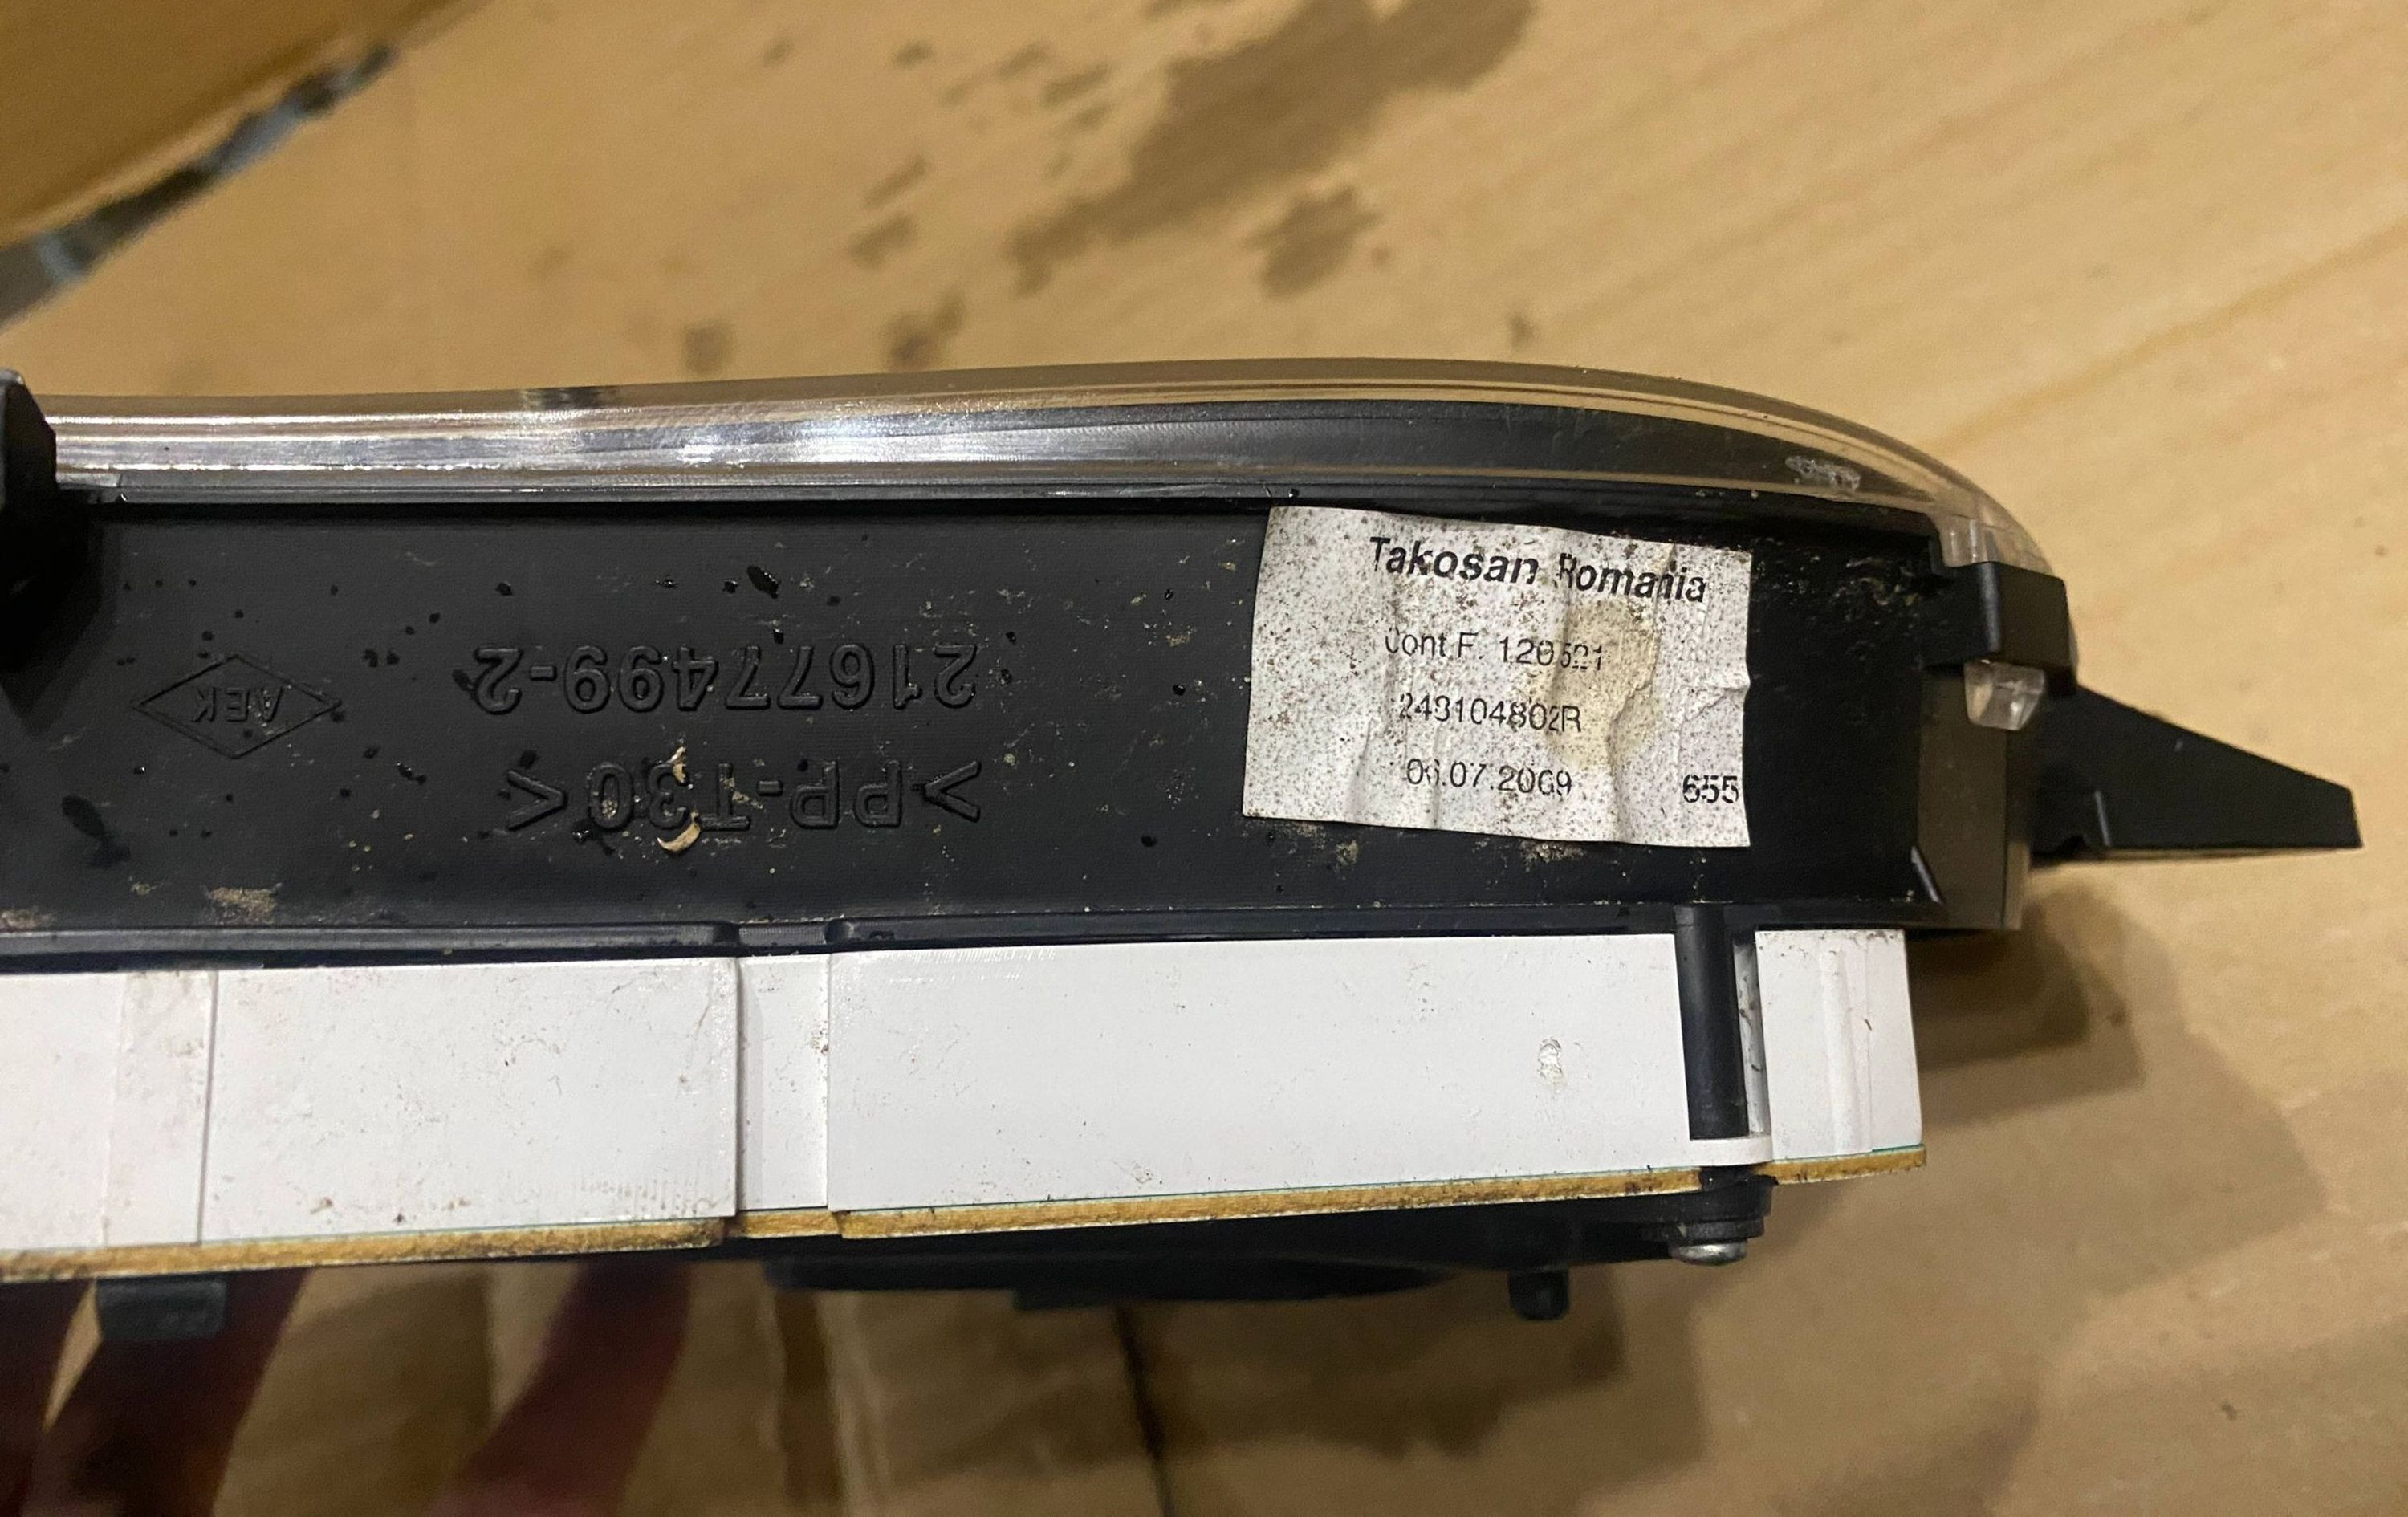 Takosan Romania
Cont.F. 120521
248104802R
06.07.2009
655
>PP-T30<
21677499-2
AEK